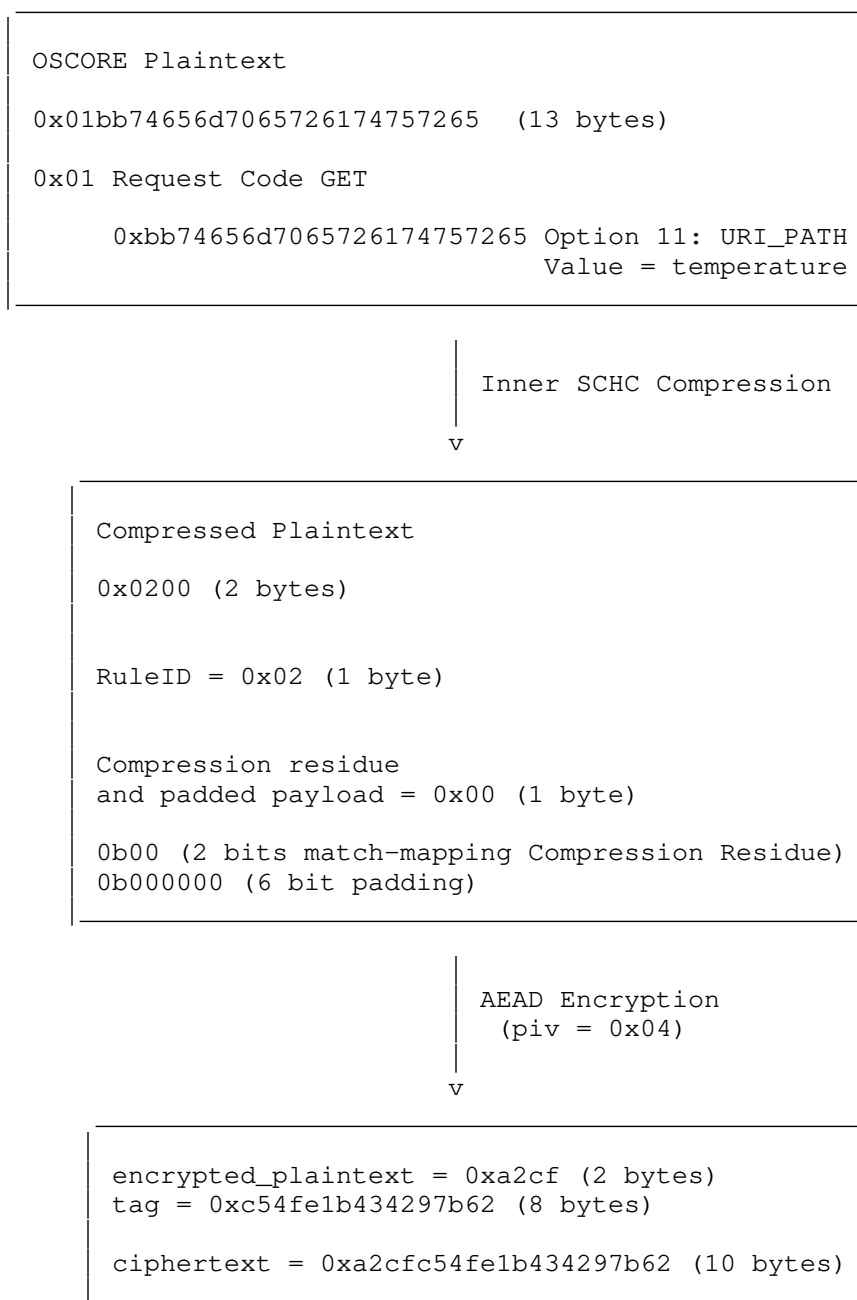 OSCORE Plaintext
0x01bb74656d7065726174757265 (13 bytes)
0x01 Request Code GET
0xbb74656d7065726174757265 Option 11: URI_PATH
Value = temperature
Inner SCHC Compression
v
Compressed Plaintext
0x0200 (2 bytes)
RuleID = 0x02 (1 byte)
Compression residue
and padded payload = 0x00 (1 byte)
0b00 (2 bits match-mapping Compression Residue)
0b000000 (6 bit padding)
AEAD Encryption
(piv = 0x04)
v
encrypted_plaintext = 0xa2cf (2 bytes)
tag = 0xc54fe1b434297b62 (8 bytes)
ciphertext = 0xa2cfc54fe1b434297b62 (10 bytes)